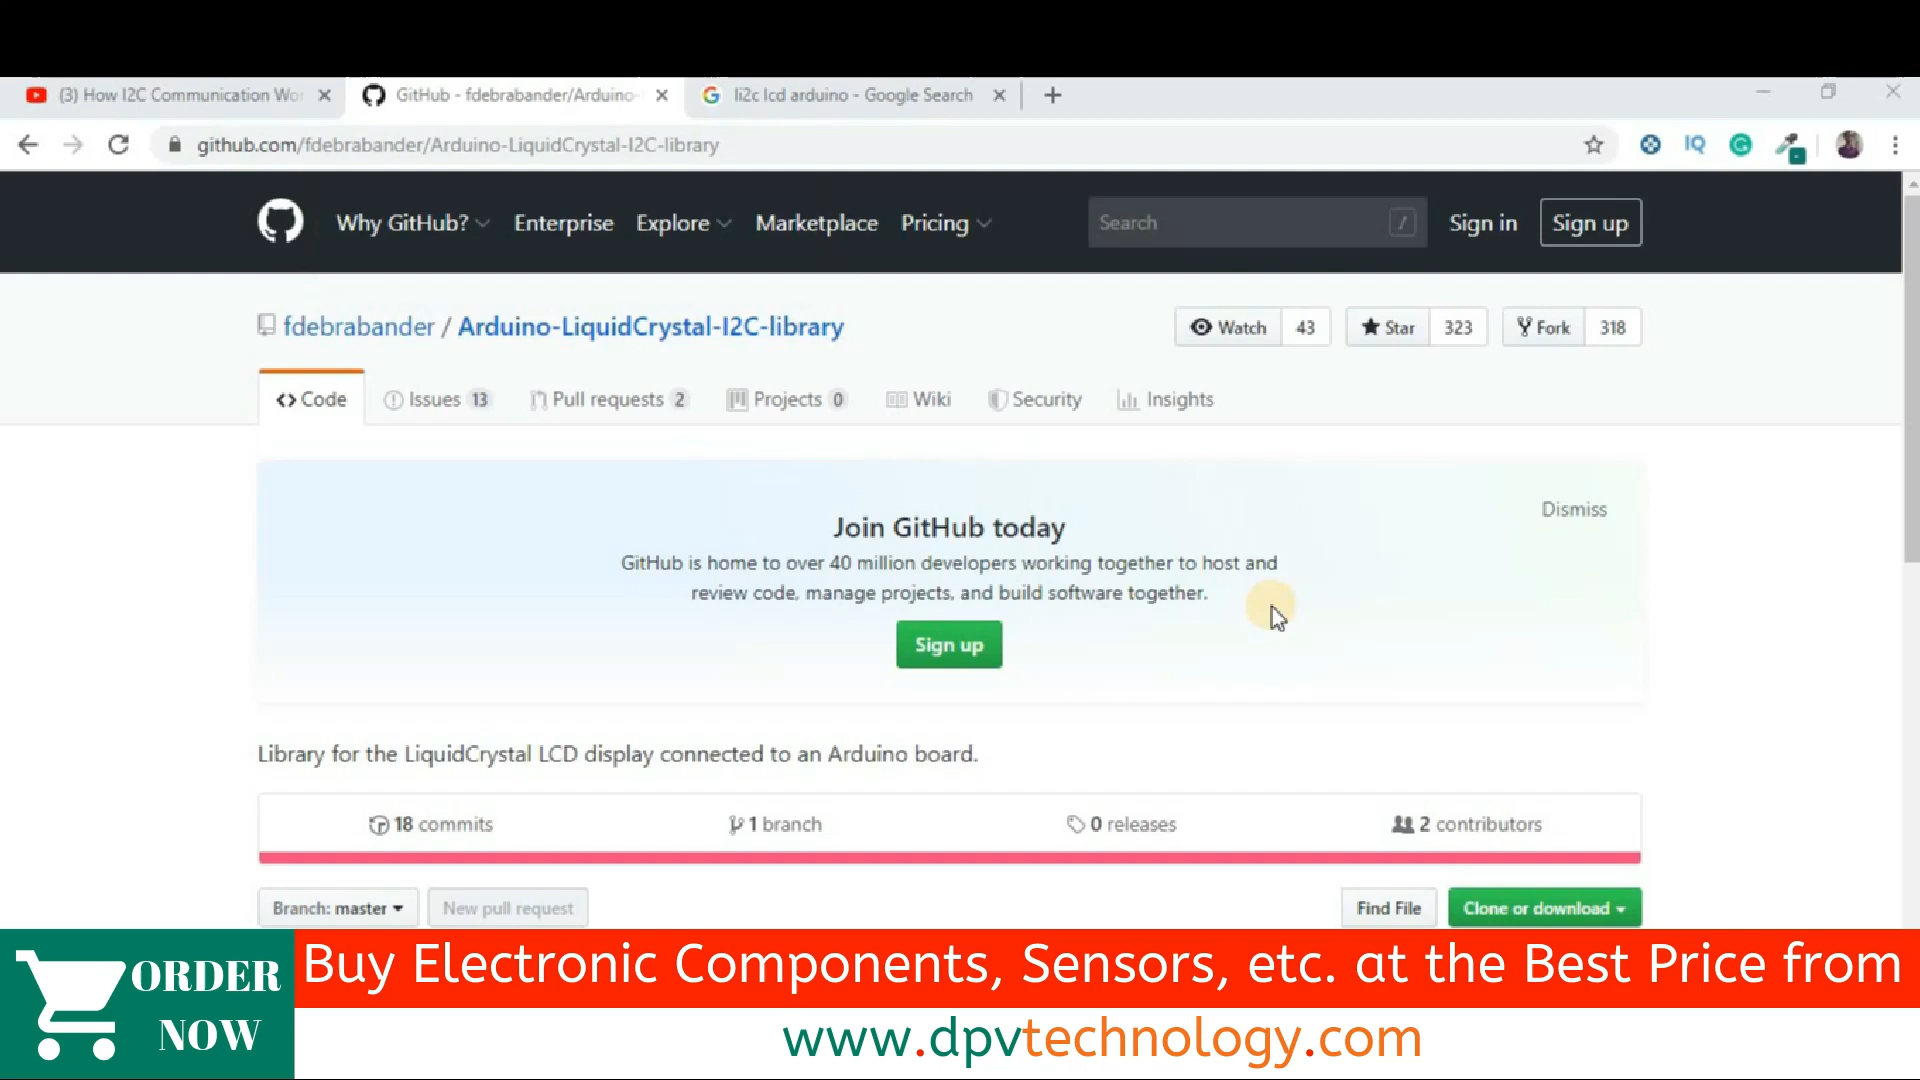 (3) How I2C Communication Wor
GitHub - fdebrabander/Arduino-
li2c lcd arduino - Google Search
github.com/fdebrabander/Arduino-LiquidCrystal-I2C-library
IQ
Why GitHub? Enterprise Explore Marketplace Pricing
Search /
Sign in Sign up
fdebrabander / Arduino-LiquidCrystal-I2C-library
Watch 43 Star 323 Fork 318
Code Issues 13 Pull requests 2 Projects 0 Wiki Security Insights
Dismiss
Join GitHub today
GitHub is home to over 40 million developers working together to host and
review code, manage projects, and build software together.
Sign up
Library for the LiquidCrystal LCD display connected to an Arduino board.
18 commits 1 branch 0 releases 2 contributors
Branch: master New pull request Find File Clone or download
ORDER
NOW
Buy Electronic Components, Sensors, etc. at the Best Price from
www.dpvtechnology.com